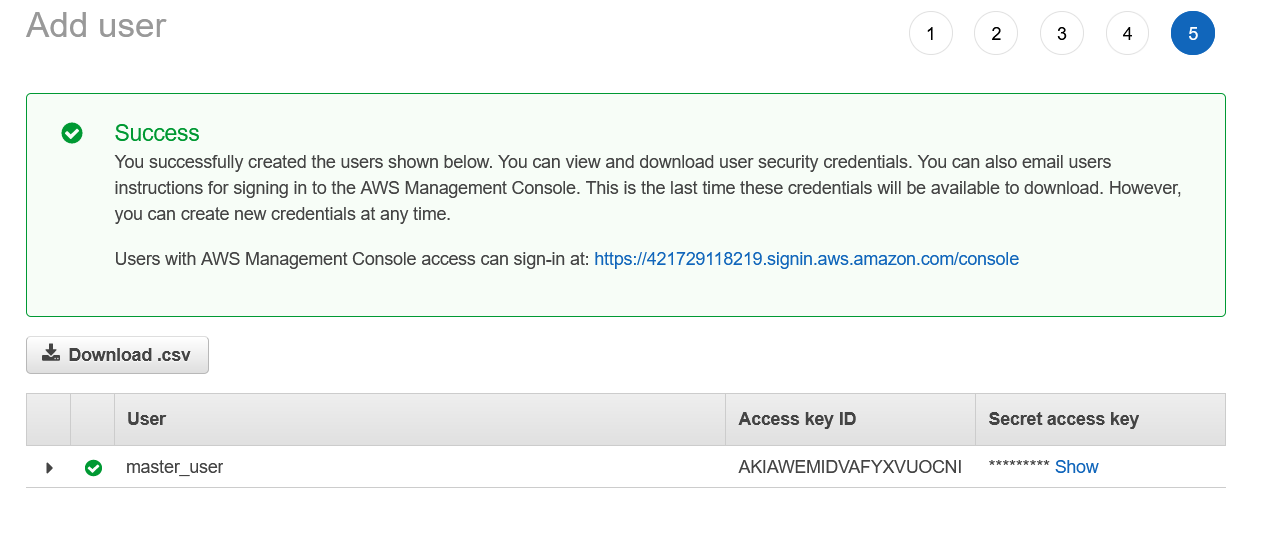 Add user
1 2 3 4 5
Success
You successfully created the users shown below. You can view and download user security credentials. You can also email users
instructions for signing in to the AWS Management Console. This is the last time these credentials will be available to download. However,
you can create new credentials at any time.
Users with AWS Management Console access can sign-in at: https://421729118219.signin.aws.amazon.com/console
Download .csv
User Access key ID Secret access key
master_user AKIAWEMIDVAFYXVUOCNI ********* Show